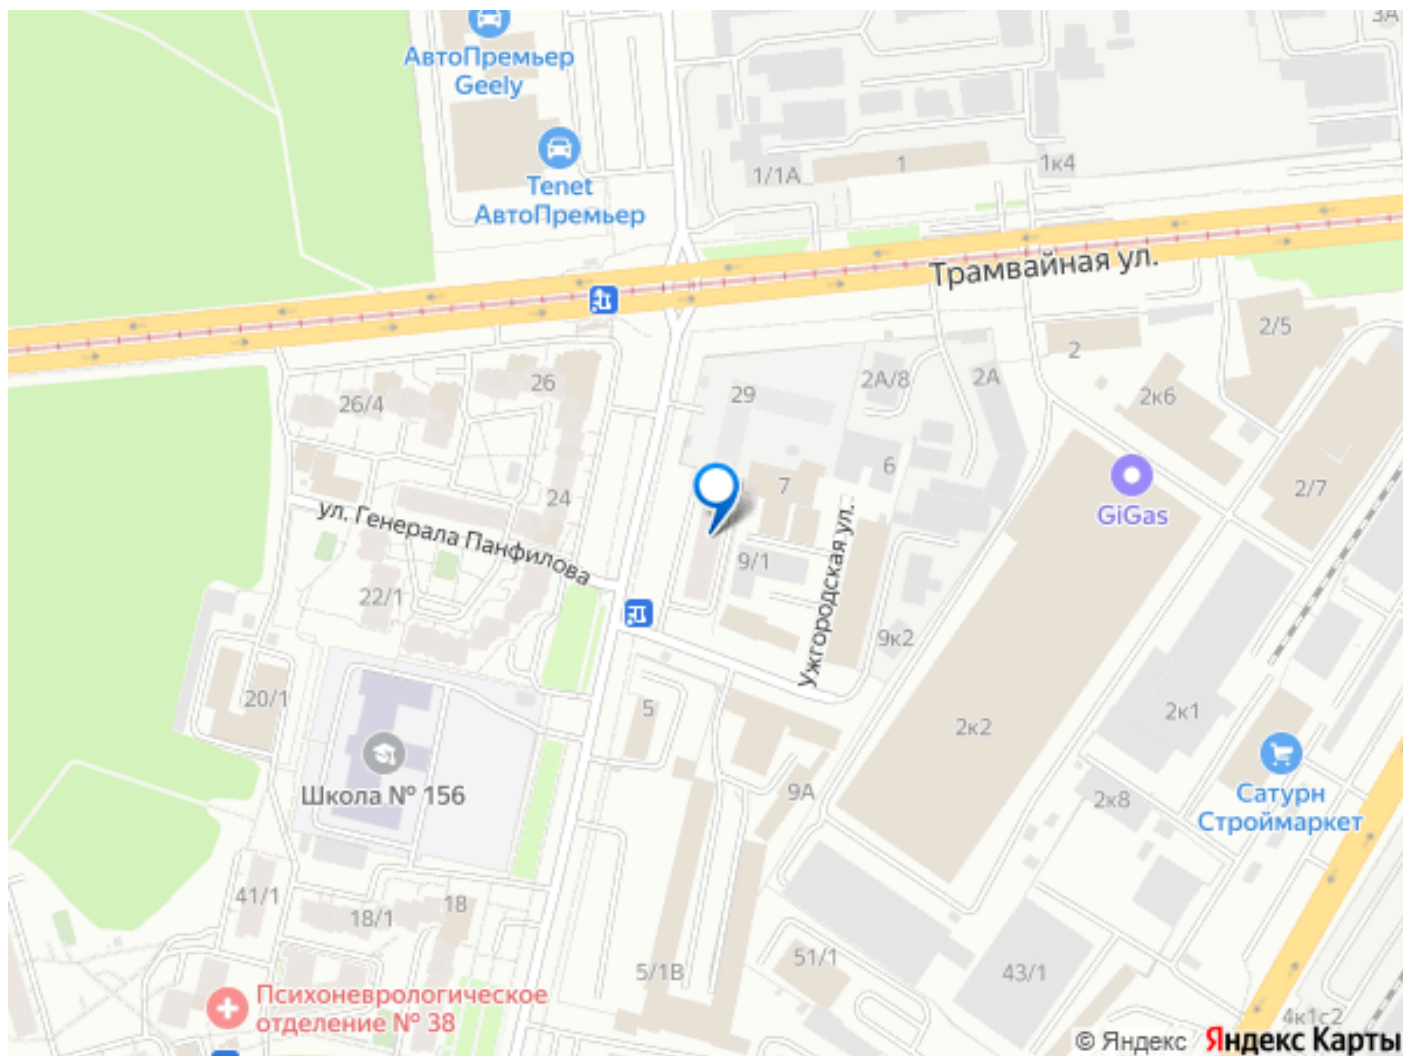 3А
АвтоПремьер
Geely
Tenet
АвтоПремьер
1/1А
1
1к4
Трамвайная ул.
2/5
2
26
2А/8
2А
26/4
29
2к6
24
7
6
GiGas
2/7
ул. Генерала Панфилова
9/1
22/1
Ужгородская ул.
9к2
20/1
5
2к1
2к2
Школа № 156
9А
2к8
Сатурн
Строймаркет
41/1
18/1
18
5/1В
51/1
43/1
Психоневрологическое
отделение № 38
4к1с2
© Яндекс Яндекс Карты